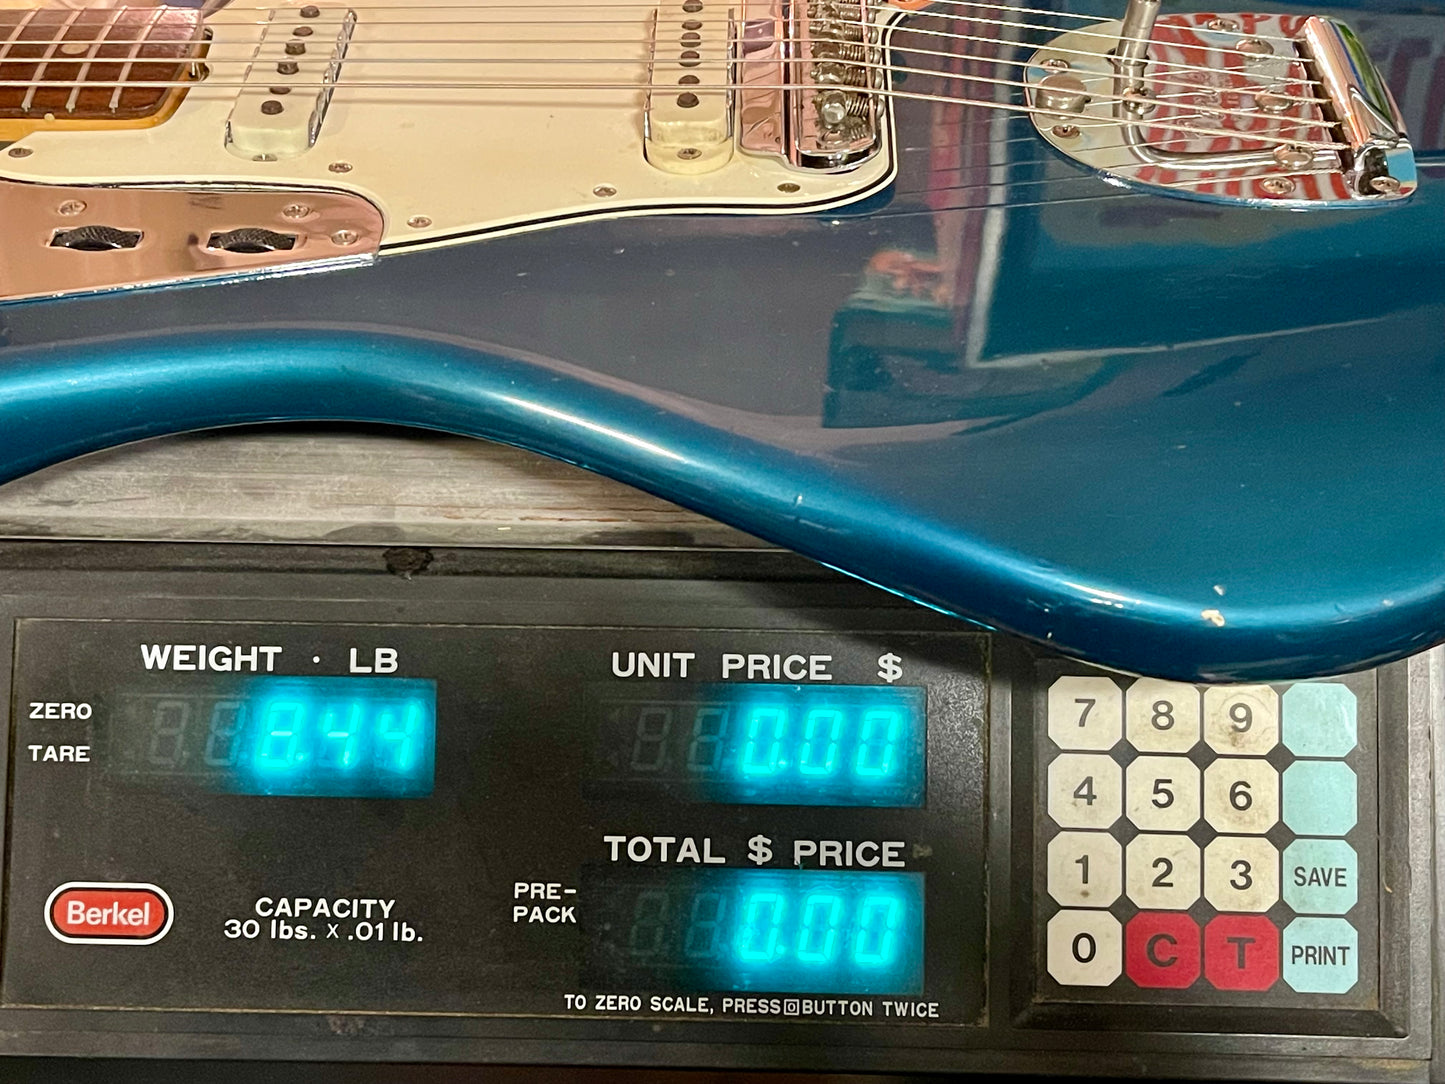 WEIGHT · LB
ZERO
TARE
8.44
UNIT PRICE $
0.00
TOTAL $ PRICE
PRE-
PACK
0.00
Berkel
CAPACITY
30 lbs. x .01 lb.
TO ZERO SCALE, PRESS 0 BUTTON TWICE
7 8 9
4 5 6
1 2 3 SAVE
0 C T PRINT